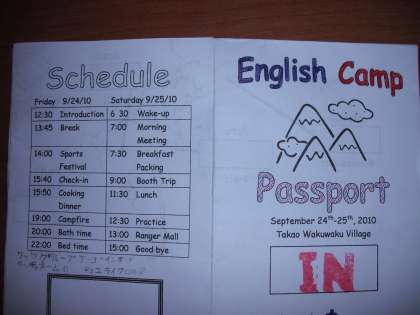 Schedule
Friday 9/24/10 Saturday 9/25/10
12:30 Introduction 6 30 Wake-up
13:45 Break 7:00 Morning Meeting
14:00 Sports Festival 7:30 Breakfast Packing
15:40 Check-in 9:00 Booth Trip
15:50 Cooking Dinner 11:30 Lunch
19:00 Campfire 12:30 Practice
20:00 Bath time 13:00 Ranger Mall
22:00 Bed time 15:00 Good bye
English Camp
Passport
September 24th-25th, 2010
Takao Wakuwaku Village
IN